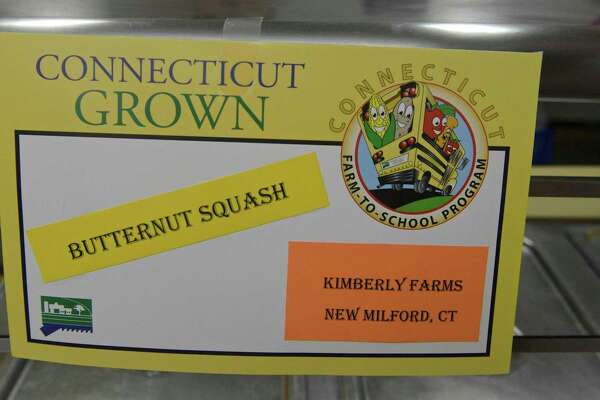 CONNECTICUT
GROWN
CONNECTICUT
FARM-TO-SCHOOL PROGRAM
BUTTERNUT SQUASH
KIMBERLY FARMS
NEW MILFORD, CT